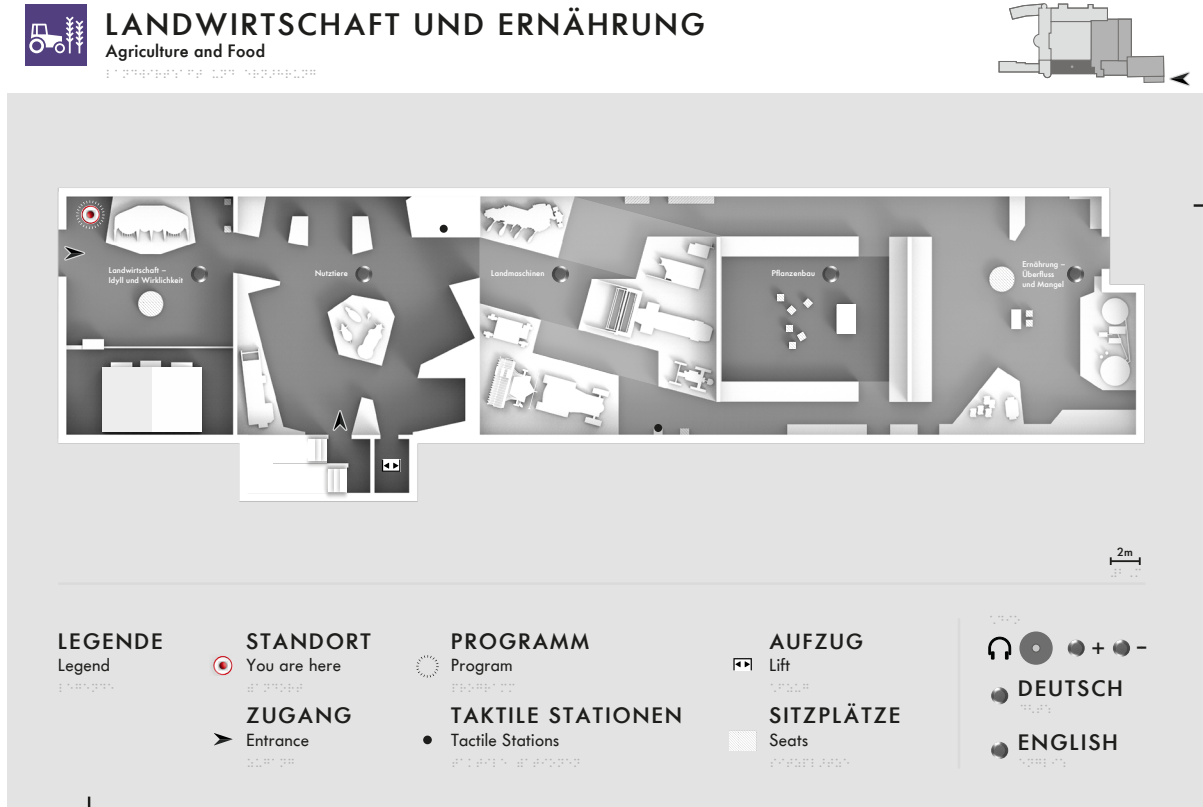 LANDWIRTSCHAFT UND ERNÄHRUNG
Agriculture and Food
Landwirtschaft –
Idyll und Wirklichkeit
Nutztiere
Landmaschinen
Pflanzenbau
Ernährung –
Überfluss
und Mangel
2m
LEGENDE
Legend
STANDORT
You are here
ZUGANG
Entrance
PROGRAMM
Program
TAKTILE STATIONEN
Tactile Stations
AUFZUG
Lift
SITZPLÄTZE
Seats
+ –
DEUTSCH
ENGLISH